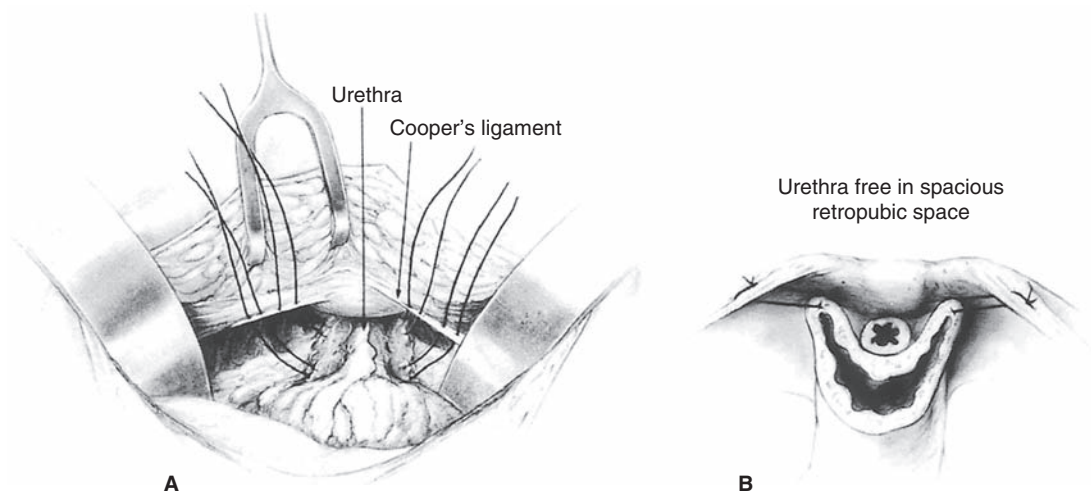 Urethra
Cooper’s ligament
Urethra free in spacious
retropubic space
A
B